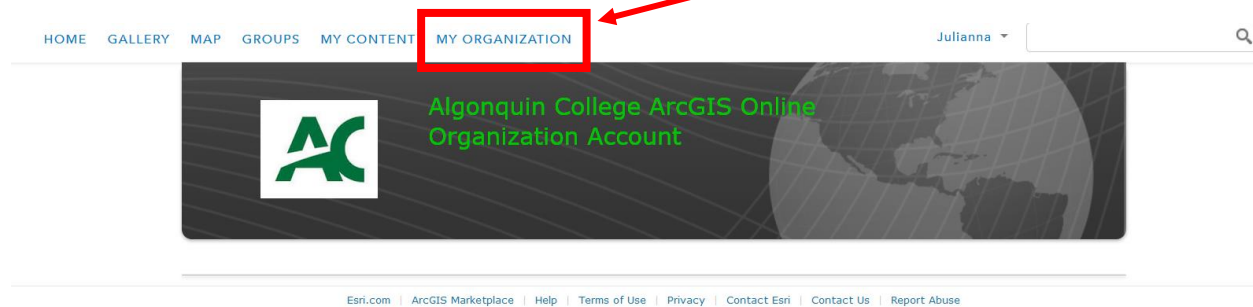 HOME GALLERY MAP GROUPS MY CONTENT MY ORGANIZATION Julianna
AC
Algonquin College ArcGIS Online
Organization Account
Esri.com | ArcGIS Marketplace | Help | Terms of Use | Privacy | Contact Esri | Contact Us | Report Abuse